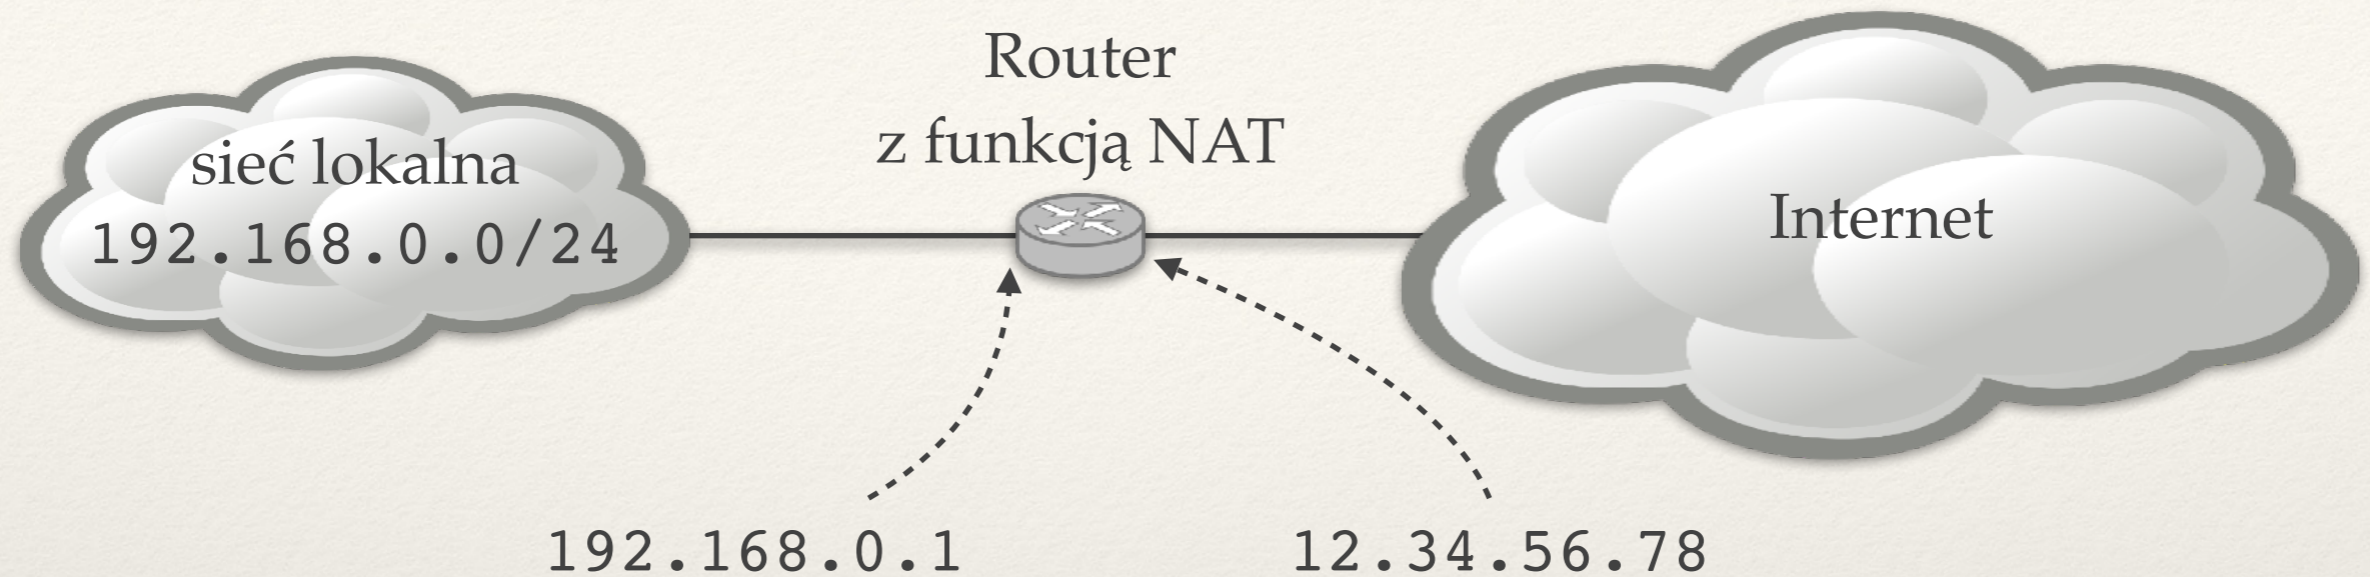 Router
z funkcją NAT
sieć lokalna
192.168.0.0/24
Internet
192.168.0.1
12.34.56.78